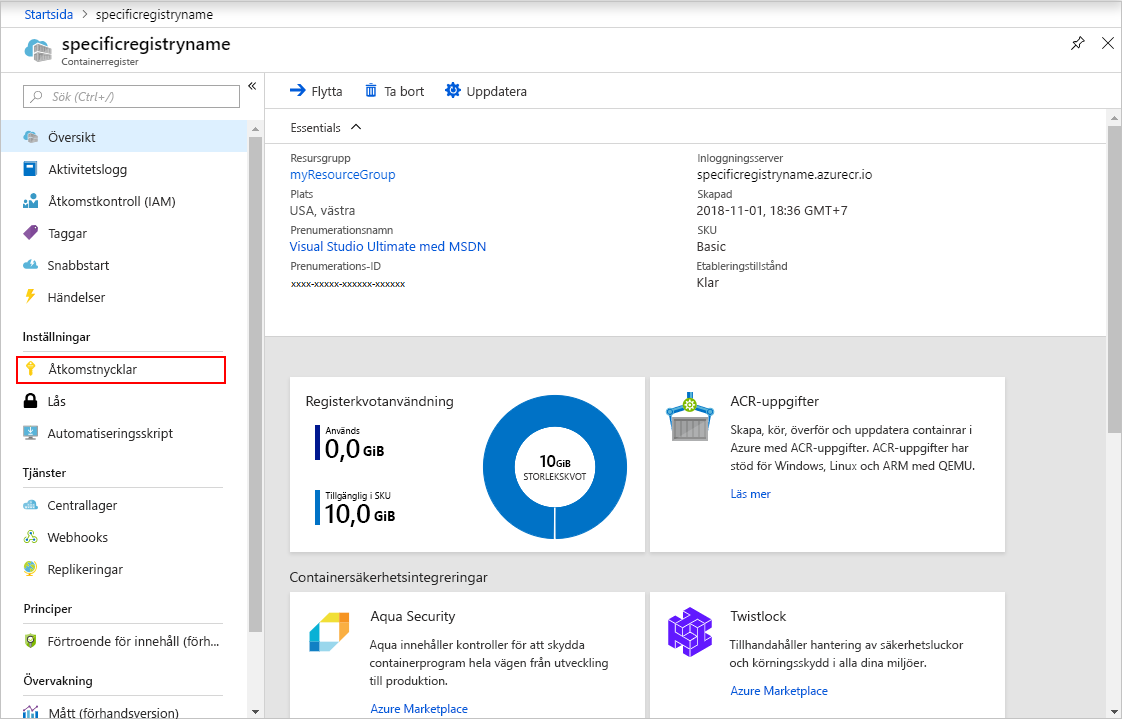 Startsida > specificregistryname
specificregistryname
Containerregister
Sök (Ctrl+/)
«
Översikt
Aktivitetslogg
Åtkomstkontroll (IAM)
Taggar
Snabbstart
Händelser
Inställningar
Åtkomstnycklar
Lås
Automatiseringsskript
Tjänster
Centrallager
Webhooks
Replikeringar
Principer
Förtroende för innehåll (förh...
Övervakning
Mått (förhandsversion)
Flytta
Ta bort
Uppdatera
Essentials
Resursgrupp
myResourceGroup
Plats
USA, västra
Prenumerationsnamn
Visual Studio Ultimate med MSDN
Prenumerations-ID
xxxx-xxxxx-xxxxxx-xxxxxx
Inloggningsserver
specificregistryname.azurecr.io
Skapad
2018-11-01, 18:36 GMT+7
SKU
Basic
Etableringstillstånd
Klar
Registerkvotanvändning
Används
0,0 GiB
Tillgänglig i SKU
10,0 GiB
10GiB
STORLEKSKVOT
ACR-uppgifter
Skapa, kör, överför och uppdatera containrar i
Azure med ACR-uppgifter. ACR-uppgifter har
stöd för Windows, Linux och ARM med QEMU.
Läs mer
Containersäkerhetsintegreringar
Aqua Security
Aqua innehåller kontroller för att skydda
containerprogram hela vägen från utveckling
till produktion.
Azure Marketplace
Twistlock
Tillhandahåller hantering av säkerhetsluckor
och körningsskydd i alla dina miljöer.
Azure Marketplace